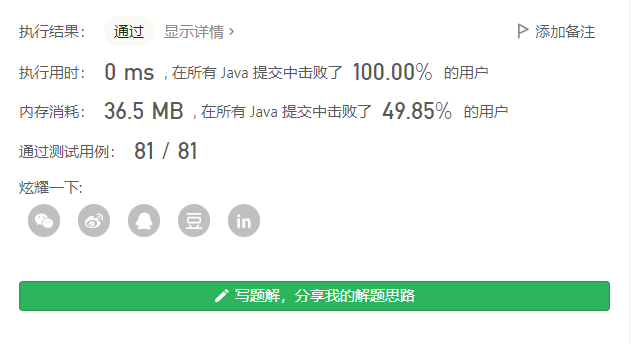 执行结果： 通过 显示详情 › 添加备注
执行用时： 0 ms , 在所有 Java 提交中击败了 100.00% 的用户
内存消耗： 36.5 MB , 在所有 Java 提交中击败了 49.85% 的用户
通过测试用例： 81 / 81
炫耀一下:
豆 in
写题解，分享我的解题思路